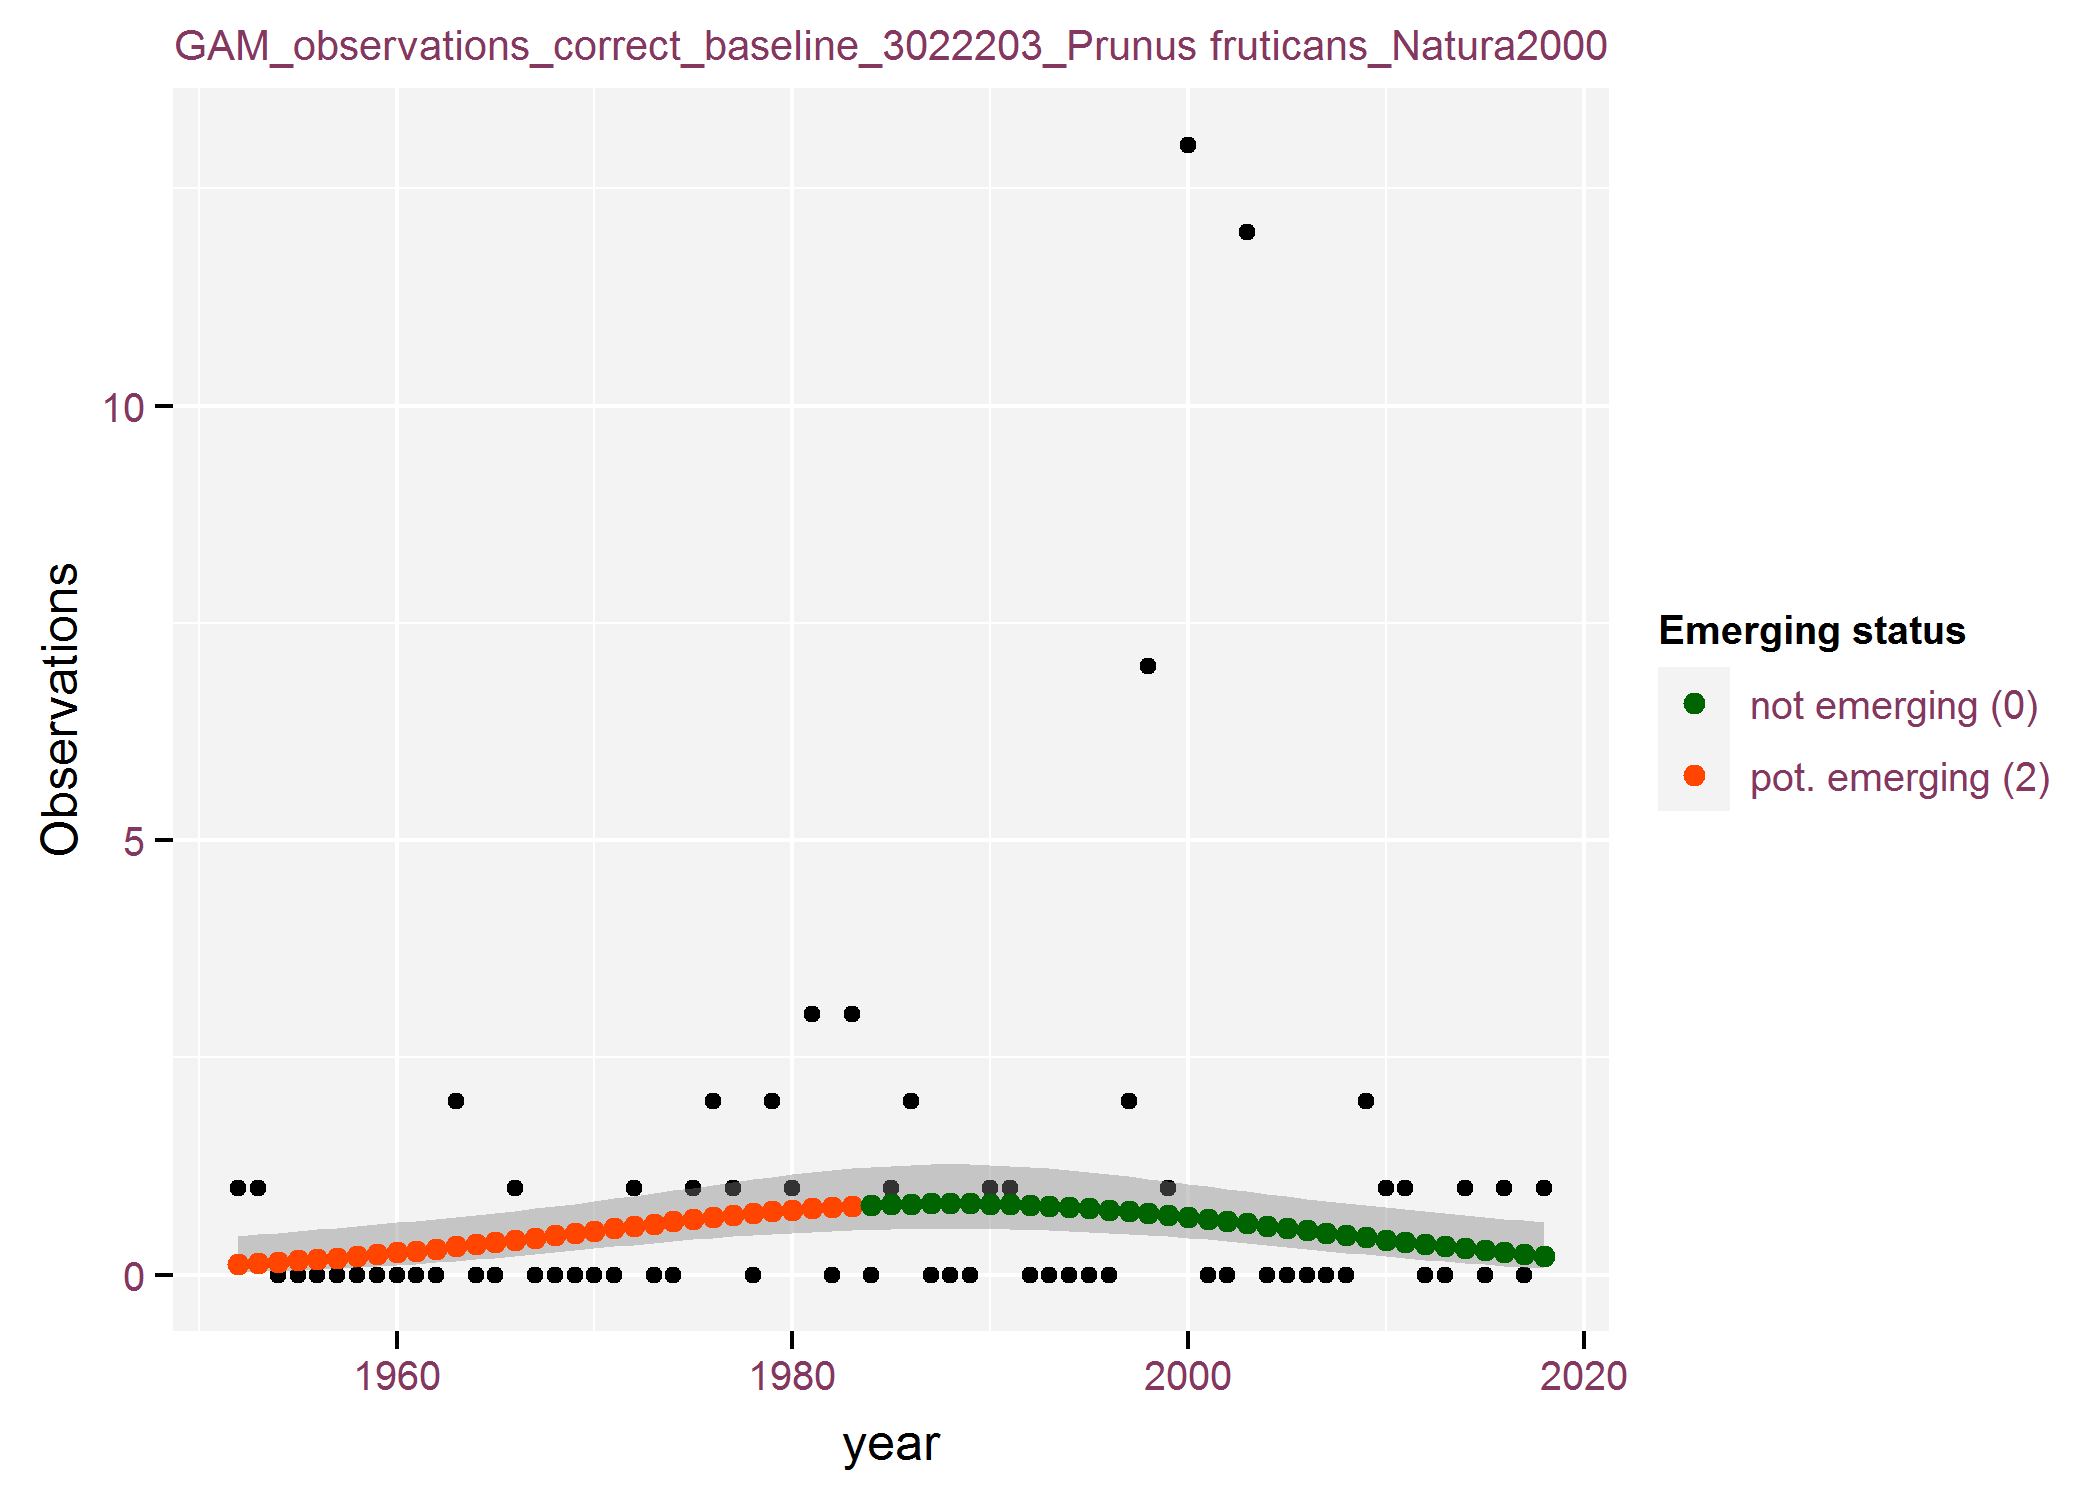 GAM_observations_correct_baseline_3022203_Prunus fruticans_Natura2000
Observations
10
5
0
1960
1980
2000
2020
year
Emerging status
not emerging (0)
pot. emerging (2)